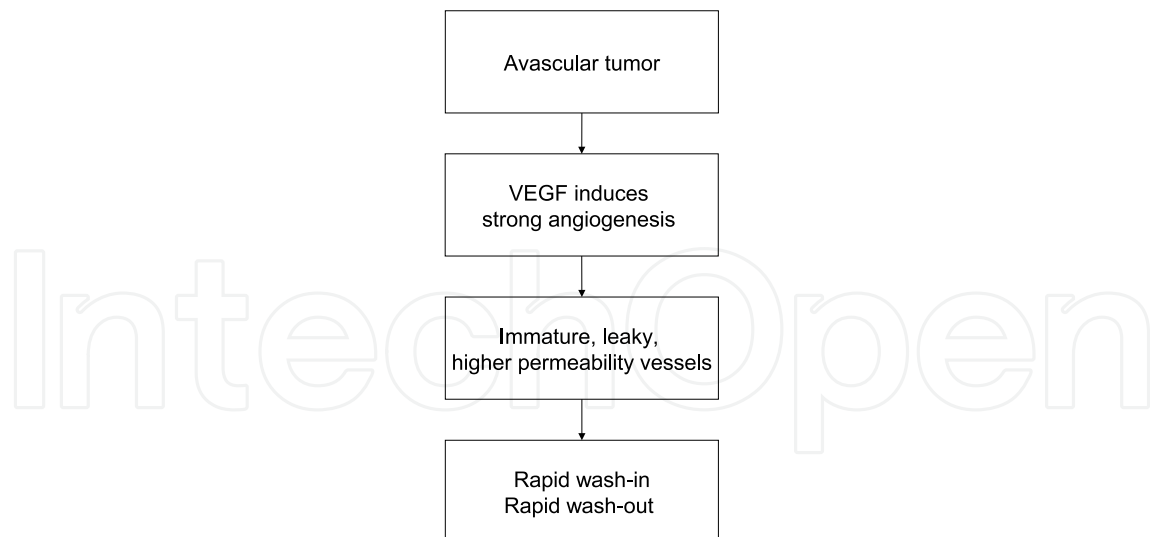 Avascular tumor
VEGF induces
strong angiogenesis
IntechOpen
Immature, leaky,
higher permeability vessels
Rapid wash-in
Rapid wash-out